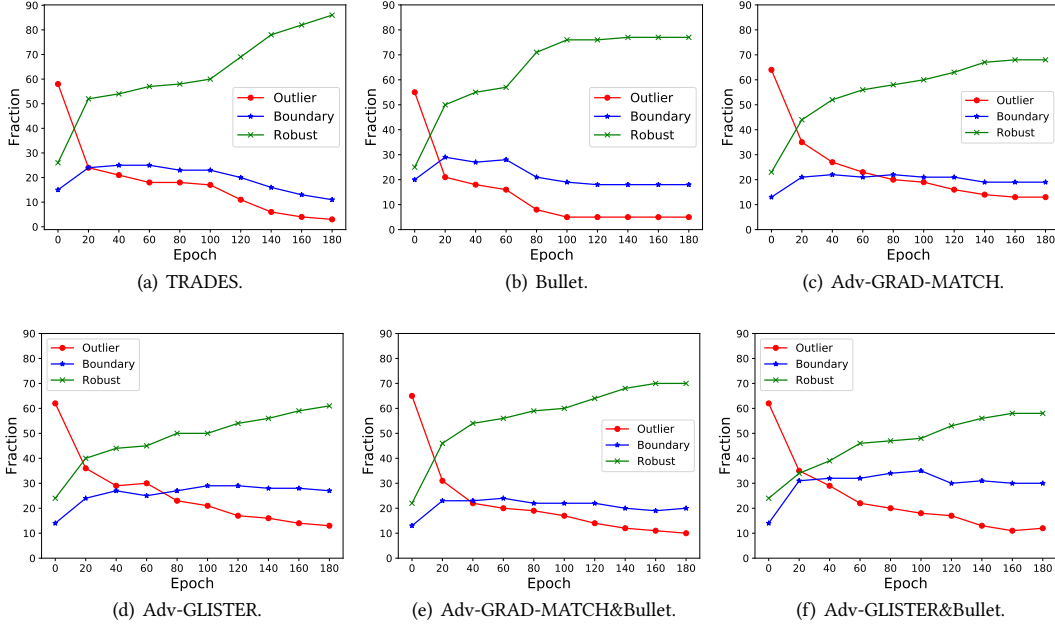 90
80
70
60
50
40
30
20
10
0
Fraction
Outlier
Boundary
Robust
0 20 40 60 80 100 120 140 160 180
Epoch
(a) TRADES.
90
80
70
60
50
40
30
20
10
0
Fraction
Outlier
Boundary
Robust
0 20 40 60 80 100 120 140 160 180
Epoch
(b) Bullet.
90
80
70
60
50
40
30
20
10
0
Fraction
Outlier
Boundary
Robust
0 20 40 60 80 100 120 140 160 180
Epoch
(c) Adv-GRAD-MATCH.
90
80
70
60
50
40
30
20
10
0
Fraction
Outlier
Boundary
Robust
0 20 40 60 80 100 120 140 160 180
Epoch
(d) Adv-GLISTER.
90
80
70
60
50
40
30
20
10
0
Fraction
Outlier
Boundary
Robust
0 20 40 60 80 100 120 140 160 180
Epoch
(e) Adv-GRAD-MATCH&Bullet.
90
80
70
60
50
40
30
20
10
0
Fraction
Outlier
Boundary
Robust
0 20 40 60 80 100 120 140 160 180
Epoch
(f) Adv-GLISTER&Bullet.